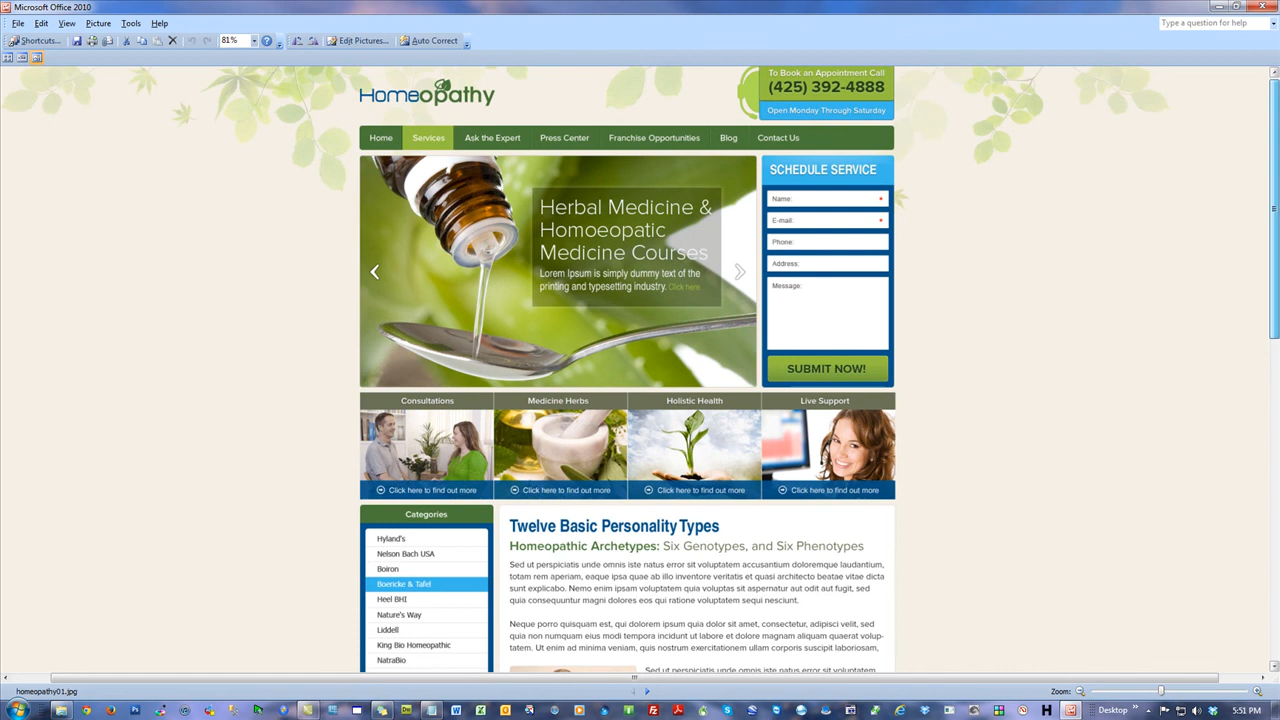 Microsoft Office 2010
File Edit View Picture Tools Help
Type a question for help
Shortcuts...
81%
Edit Pictures...
Auto Correct
Homeopathy
To Book an Appointment Call
(425) 392-4888
Open Monday Through Saturday
Home Services Ask the Expert Press Center Franchise Opportunities Blog Contact Us
Herbal Medicine &
Homoeopatic
Medicine Courses
Lorem Ipsum is simply dummy text of the
printing and typesetting industry. Click here.
SCHEDULE SERVICE
Name: *
E-mail: *
Phone:
Address:
Message:
SUBMIT NOW!
Consultations Medicine Herbs Holistic Health Live Support
Click here to find out more Click here to find out more Click here to find out more Click here to find out more
Categories
Hyland's
Nelson Bach USA
Boiron
Boericke & Tafel
Heel BHI
Nature's Way
Liddell
King Bio Homeopathic
NatraBio
Twelve Basic Personality Types
Homeopathic Archetypes: Six Genotypes, and Six Phenotypes
Sed ut perspiciatis unde omnis iste natus error sit voluptatem accusantium doloremque laudantium,
totam rem aperiam, eaque ipsa quae ab illo inventore veritatis et quasi architecto beatae vitae dicta
sunt explicabo. Nemo enim ipsam voluptatem quia voluptas sit aspernatur aut odit aut fugit, sed
quia consequuntur magni dolores eos qui ratione voluptatem sequi nesciunt.
Neque porro quisquam est, qui dolorem ipsum quia dolor sit amet, consectetur, adipisci velit, sed
quia non numquam eius modi tempora incidunt ut labore et dolore magnam aliquam quaerat volup-
tatem. Ut enim ad minima veniam, quis nostrum exercitationem ullam corporis suscipit laboriosam,
Sed ut perspiciatis unde omnis iste natus error sit voluptatem
homeopathy01.jpg
Zoom:
Desktop
5:51 PM